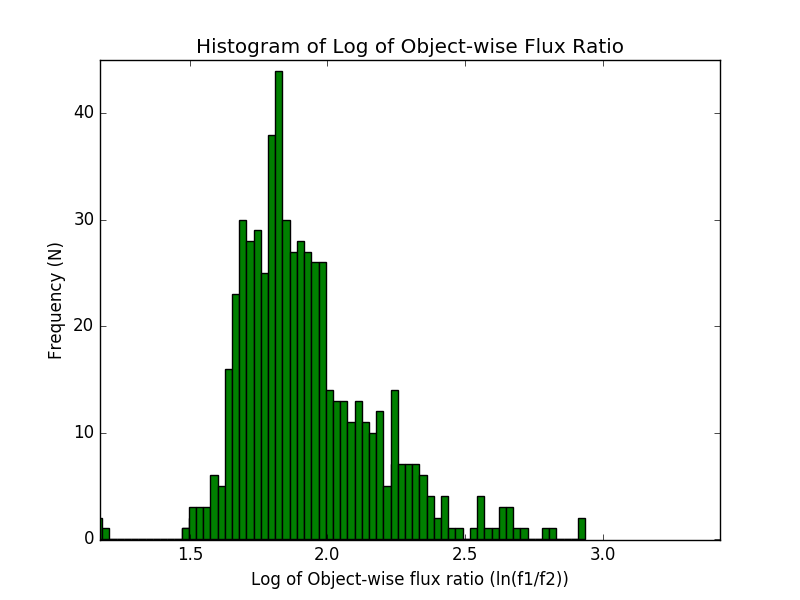 Histogram of Log of Object-wise Flux Ratio
40
30
20
10
0
Frequency (N)
1.5 2.0 2.5 3.0
Log of Object-wise flux ratio (ln(f1/f2))